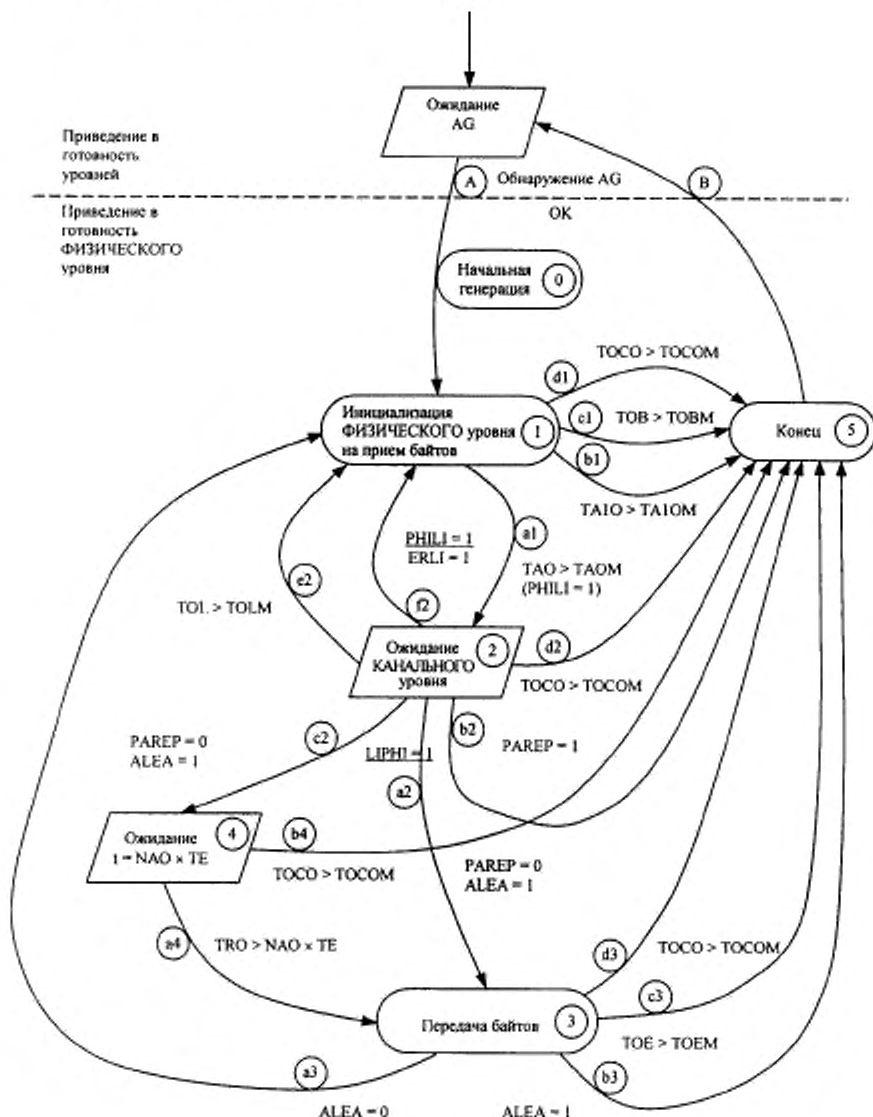 Ожидание
AG
Приведение в
готовность
уровней
A
Обнаружение AG
B
OK
Приведение в
готовность
ФИЗИЧЕСКОГО
уровня
Начальная
генерация
0
TOCO > TOCOM
d1
Инициализация
ФИЗИЧЕСКОГО уровня
на прием байтов
1
c1
TOB > TOBM
Конец
5
b1
TA1O > TA1OM
a1
PHILI = 1
ERLI = 1
TAO > TAOM
(PHILI = 1)
e2
f2
TOL > TOLM
Ожидание
КАНАЛЬНОГО
уровня
2
d2
TOCO > TOCOM
c2
b2
PAREP = 0
ALEA = 1
LIPHI = 1
PAREP = 1
a2
Ожидание
t = NAO × TE
4
b4
TOCO > TOCOM
PAREP = 0
ALEA = 1
a4
TRO > NAO × TE
d3
TOCO > TOCOM
c3
Передача байтов
3
TOE > TOEM
a3
b3
ALEA = 0
ALEA = 1